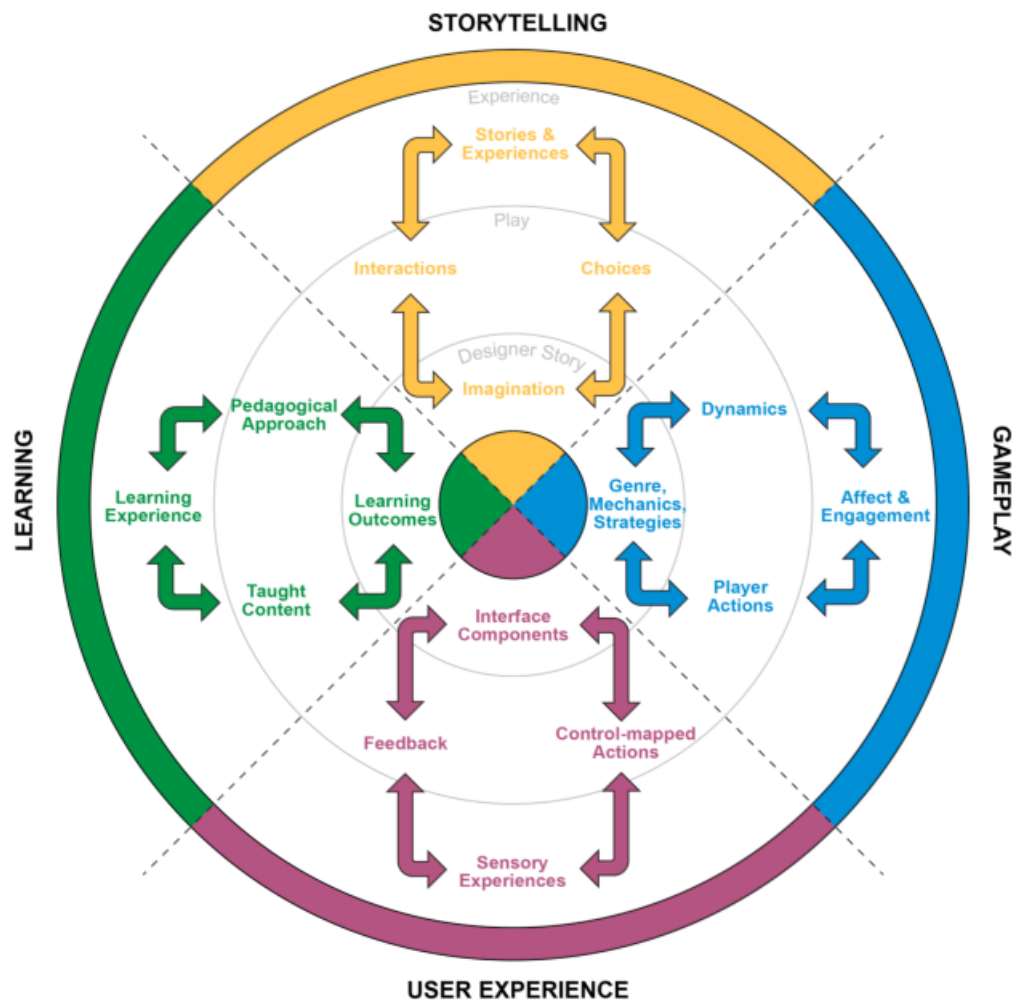 STORYTELLING
Experience
Stories &
Experiences
Play
Interactions
Choices
Designer Story
Imagination
LEARNING
Pedagogical
Approach
Learning
Experience
Learning
Outcomes
Taught
Content
Dynamics
Genre,
Mechanics,
Strategies
Affect &
Engagement
Player
Actions
GAMEPLAY
Interface
Components
Feedback
Control-mapped
Actions
Sensory
Experiences
USER EXPERIENCE